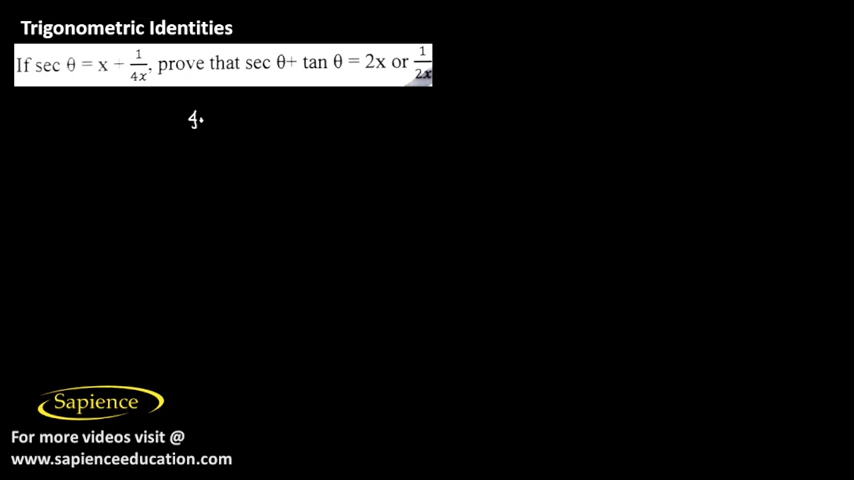 Trigonometric Identities
If sec θ = x + 1/4x, prove that sec θ+ tan θ = 2x or 1/2x
Sapience
For more videos visit @
www.sapienceeducation.com